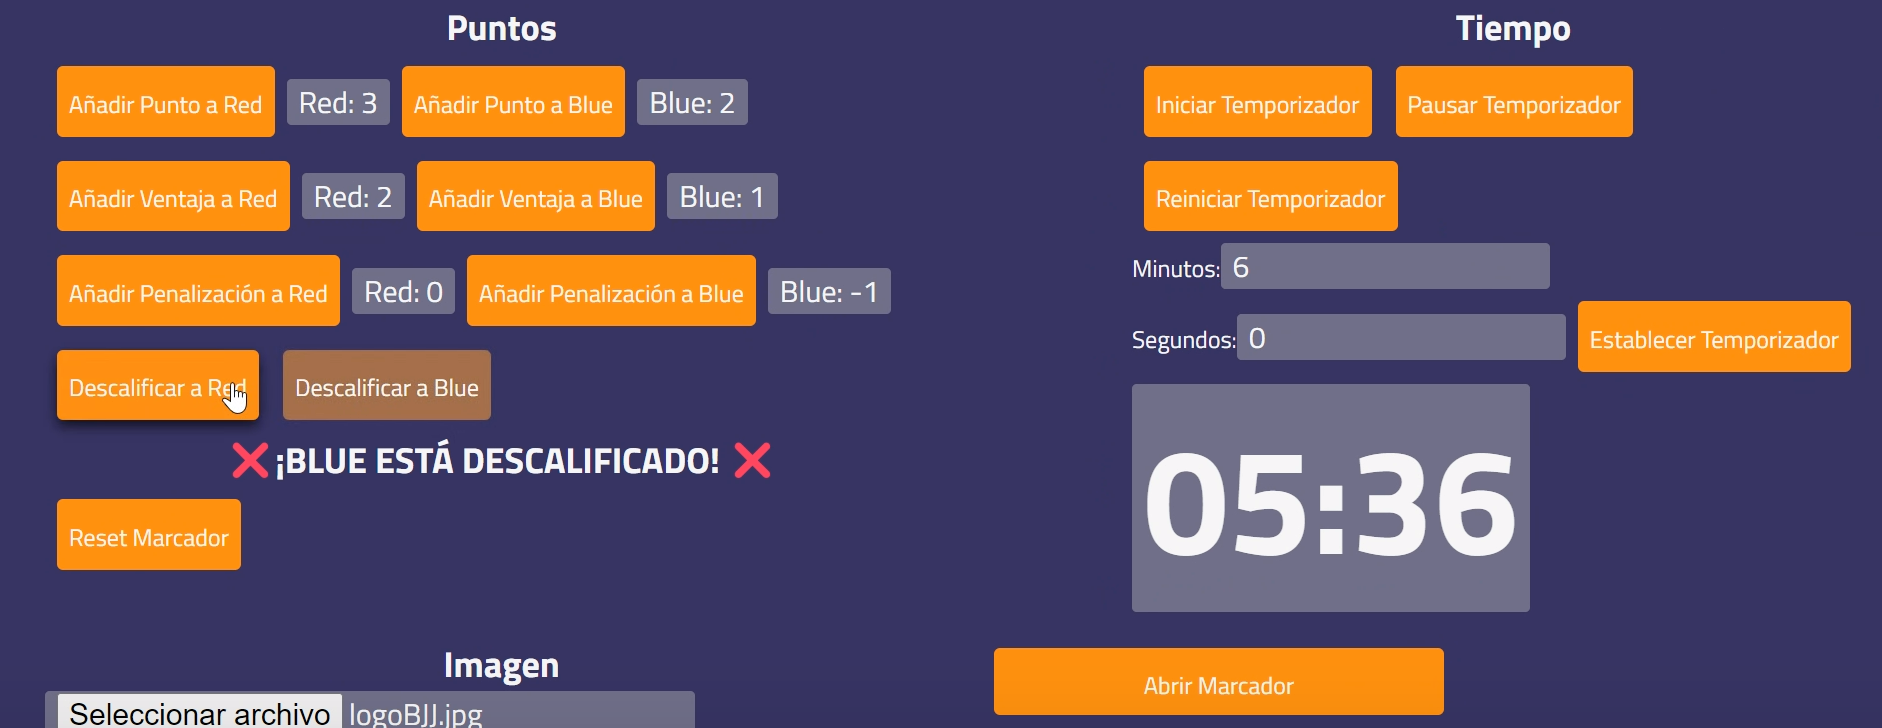 Puntos
Añadir Punto a Red Red: 3 Añadir Punto a Blue Blue: 2
Añadir Ventaja a Red Red: 2 Añadir Ventaja a Blue Blue: 1
Añadir Penalización a Red Red: 0 Añadir Penalización a Blue Blue: -1
Descalificar a Red Descalificar a Blue
❌ ¡BLUE ESTÁ DESCALIFICADO! ❌
Reset Marcador
Imagen
Seleccionar archivo logoBJJ.jpg
Tiempo
Iniciar Temporizador Pausar Temporizador
Reiniciar Temporizador
Minutos: 6
Segundos: 0 Establecer Temporizador
05:36
Abrir Marcador